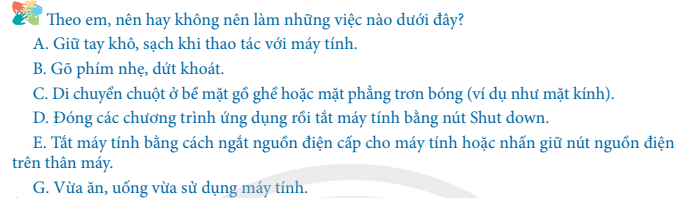 Theo em, nên hay không nên làm những việc nào dưới đây?
A. Giữ tay khô, sạch khi thao tác với máy tính.
B. Gõ phím nhẹ, dứt khoát.
C. Di chuyển chuột ở bề mặt gồ ghề hoặc mặt phẳng trơn bóng (ví dụ như mặt kính).
D. Đóng các chương trình ứng dụng rồi tắt máy tính bằng nút Shut down.
E. Tắt máy tính bằng cách ngắt nguồn điện cấp cho máy tính hoặc nhấn giữ nút nguồn điện
trên thân máy.
G. Vừa ăn, uống vừa sử dụng máy tính.